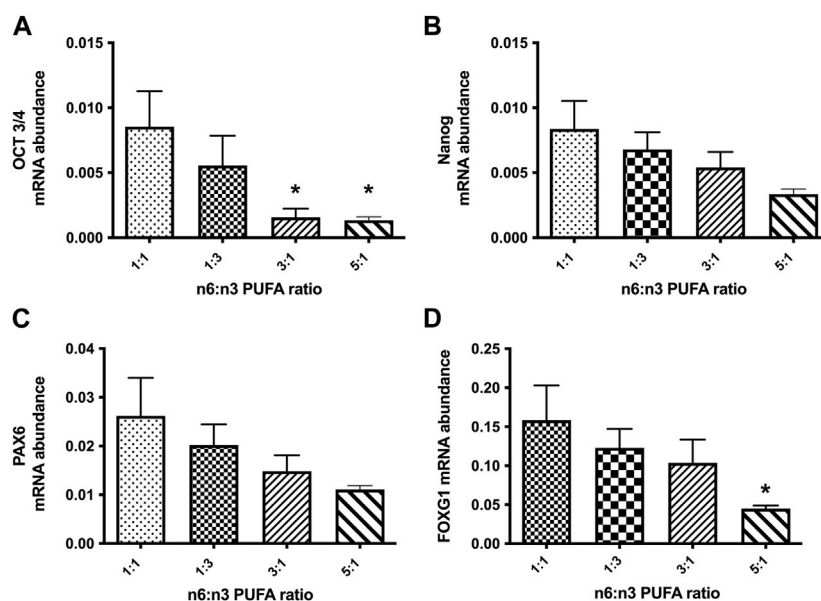 A
OCT 3/4
mRNA abundance
0.015
0.010
0.005
0.000
*
*
1:1
1:3
3:1
5:1
n6:n3 PUFA ratio
B
Nanog
mRNA abundance
0.015
0.010
0.005
0.000
1:1
1:3
3:1
5:1
n6:n3 PUFA ratio
C
PAX6
mRNA abundance
0.04
0.03
0.02
0.01
0.00
1:1
1:3
3:1
5:1
n6:n3 PUFA ratio
D
FOXG1 mRNA abundance
0.25
0.20
0.15
0.10
0.05
0.00
*
1:1
1:3
3:1
5:1
n6:n3 PUFA ratio